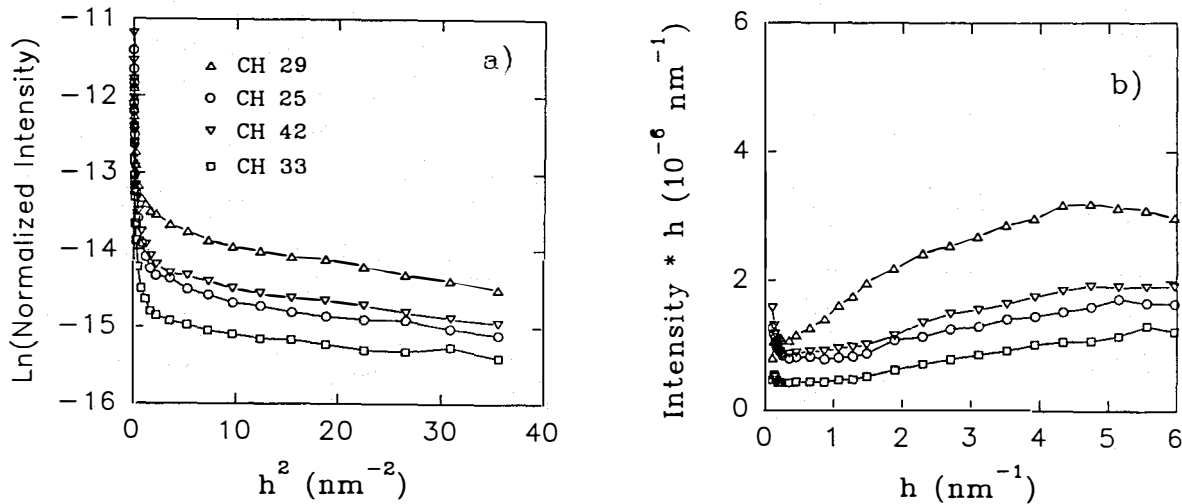 a)
Ln(Normalized Intensity)
-11
-12
-13
-14
-15
-16
CH 29
CH 25
CH 42
CH 33
0
10
20
30
40
h² (nm⁻²)
b)
Intensity * h (10⁻⁶ nm⁻¹)
6
4
2
0
0
1
2
3
4
5
6
h (nm⁻¹)